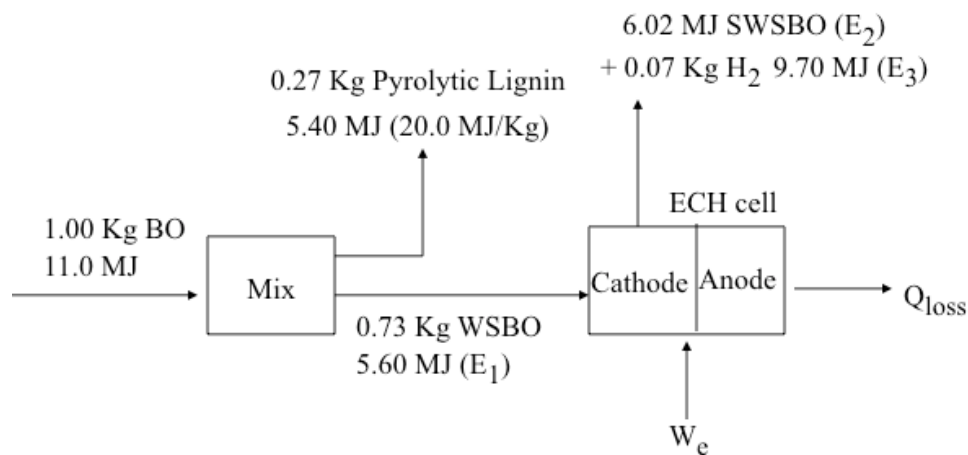 6.02 MJ SWSBO (E2)
+ 0.07 Kg H2 9.70 MJ (E3)
0.27 Kg Pyrolytic Lignin
5.40 MJ (20.0 MJ/Kg)
ECH cell
1.00 Kg BO
11.0 MJ
Mix
Cathode
Anode
Qloss
0.73 Kg WSBO
5.60 MJ (E1)
We